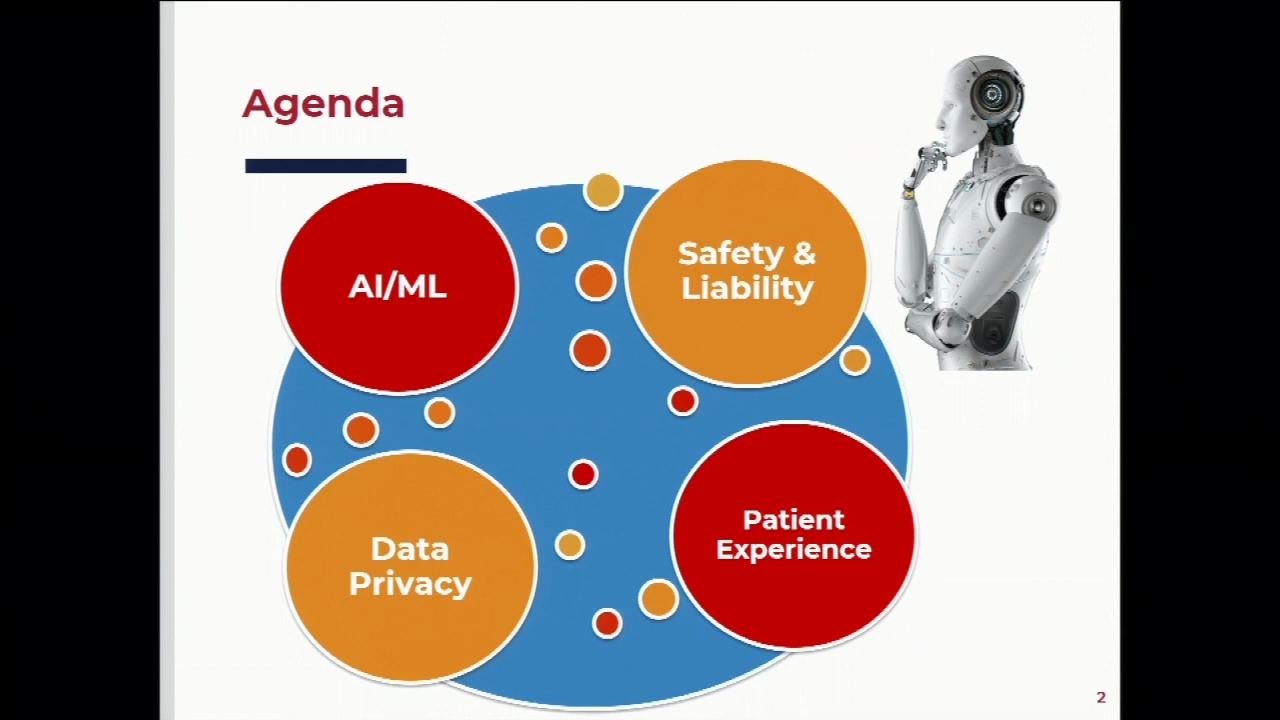 Agenda
AI/ML
Safety &
Liability
Data
Privacy
Patient
Experience
2